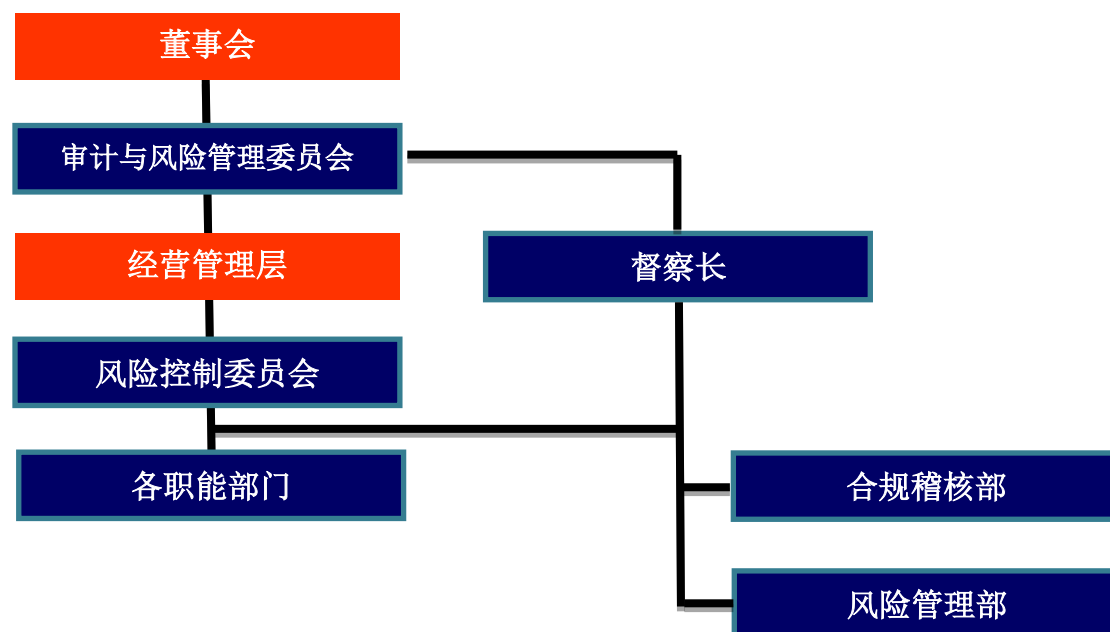 董事会
审计与风险管理委员会
经营管理层
督察长
风险控制委员会
各职能部门
合规稽核部
风险管理部